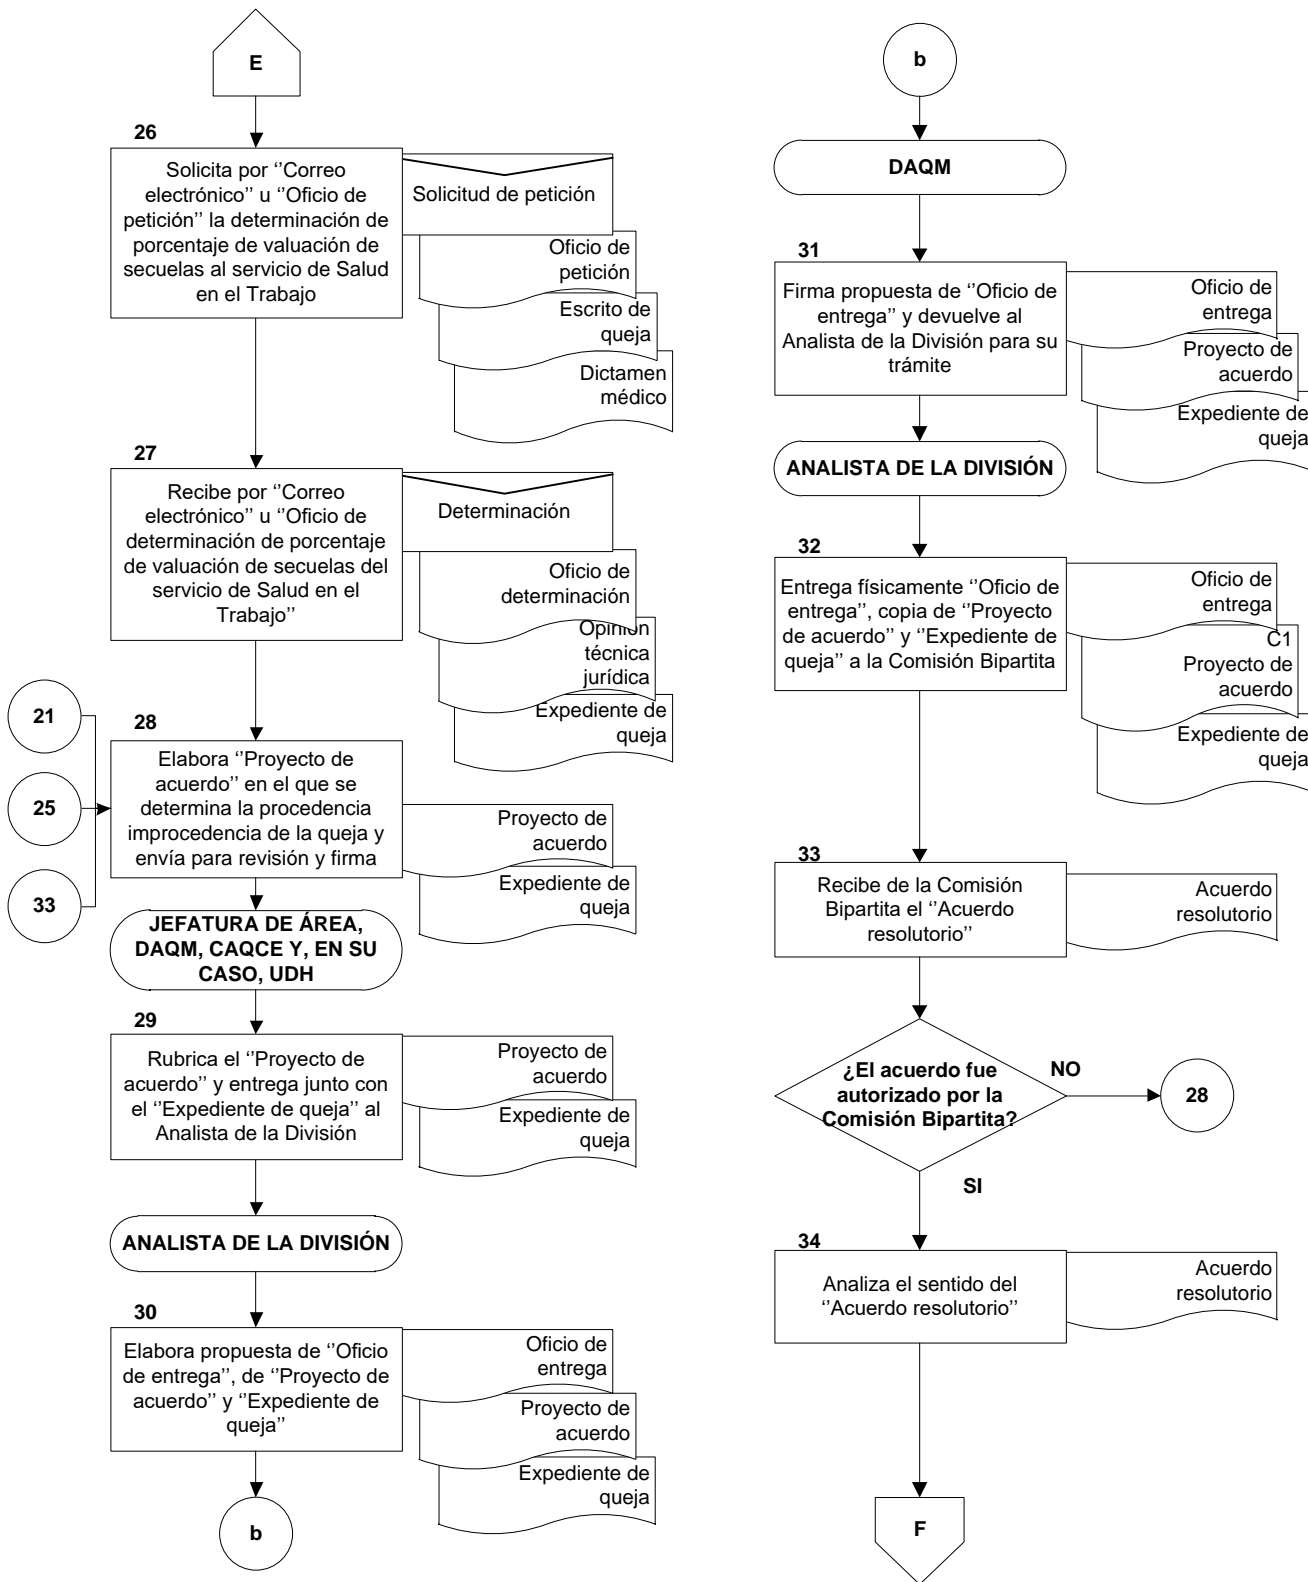 E
26
Solicita por ‘‘Correo
electrónico’’ u ‘‘Oficio de
petición’’ la determinación de
porcentaje de valuación de
secuelas al servicio de Salud
en el Trabajo
Solicitud de petición
Oficio de
petición
Escrito de
queja
Dictamen
médico
27
Recibe por ‘‘Correo
electrónico’’ u ‘‘Oficio de
determinación de porcentaje
de valuación de secuelas del
servicio de Salud en el
Trabajo’’
Determinación
Oficio de
determinación
Opinión
técnica
jurídica
Expediente de
queja
21
25
33
28
Elabora ‘‘Proyecto de
acuerdo’’ en el que se
determina la procedencia
improcedencia de la queja y
envía para revisión y firma
Proyecto de
acuerdo
Expediente de
queja
JEFATURA DE ÁREA,
DAQM, CAQCE Y, EN SU
CASO, UDH
29
Rubrica el ‘‘Proyecto de
acuerdo’’ y entrega junto con
el ‘‘Expediente de queja’’ al
Analista de la División
Proyecto de
acuerdo
Expediente de
queja
ANALISTA DE LA DIVISIÓN
30
Elabora propuesta de ‘‘Oficio
de entrega’’, de ‘‘Proyecto de
acuerdo’’ y ‘‘Expediente de
queja’’
Oficio de
entrega
Proyecto de
acuerdo
Expediente de
queja
b
b
DAQM
31
Firma propuesta de ‘‘Oficio de
entrega’’ y devuelve al
Analista de la División para su
trámite
Oficio de
entrega
Proyecto de
acuerdo
Expediente de
queja
ANALISTA DE LA DIVISIÓN
32
Entrega físicamente ‘‘Oficio de
entrega’’, copia de ‘‘Proyecto
de acuerdo’’ y ‘‘Expediente de
queja’’ a la Comisión Bipartita
Oficio de
entrega
C1
Proyecto de
acuerdo
Expediente de
queja
33
Recibe de la Comisión
Bipartita el ‘‘Acuerdo
resolutorio’’
Acuerdo
resolutorio
¿El acuerdo fue
autorizado por la
Comisión Bipartita?
NO
28
SI
34
Analiza el sentido del
‘‘Acuerdo resolutorio’’
Acuerdo
resolutorio
F